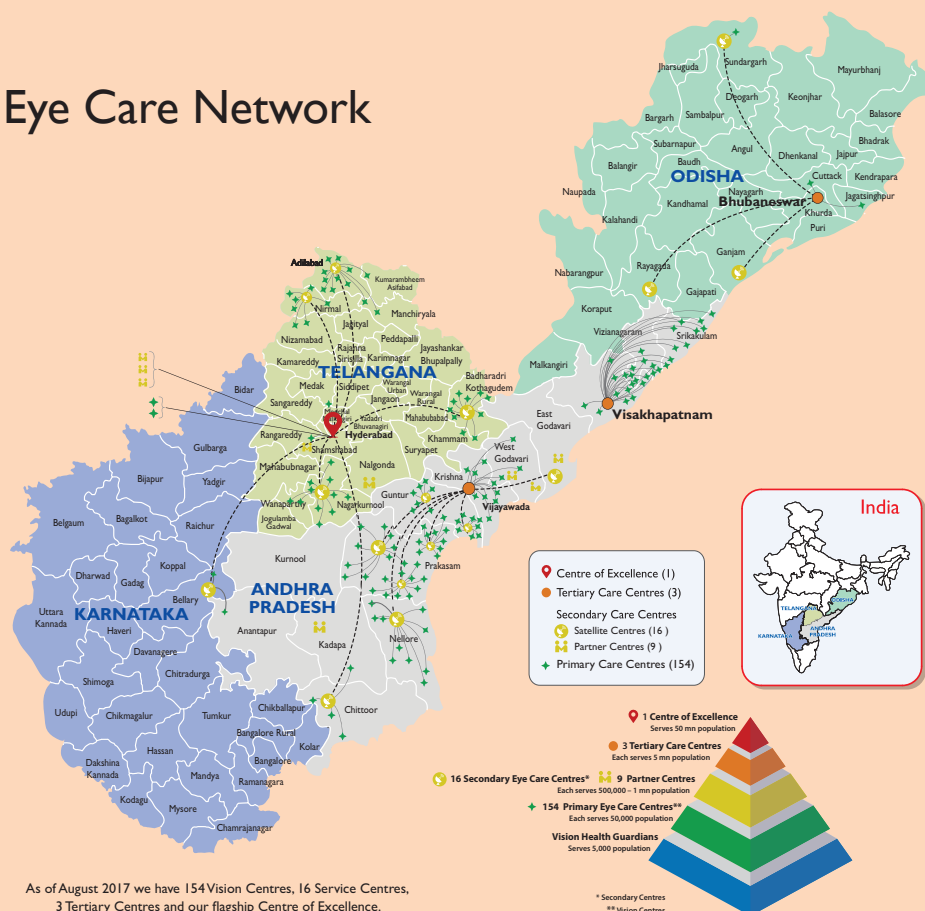 Eye Care Network
Sundargarh
Jharsuguda
Mayurbhanj
Deogarh
Keonjhar
Sambalpur
Bargarh
Balasore
Subarnapur
Angul
Bhadrak
Baudh
Dhenkanal
Jajpur
Balangir
ODISHA
Cuttack
Kendrapara
Naupada
Nayagarh
Jagatsinghpur
Kandhamal
Bhubaneswar
Khurda
Kalahandi
Puri
Ganjam
Rayagada
Nabarangpur
Gajapati
Koraput
Vizianagaram
Srikakulam
Malkangiri
Adilabad
Kumarambheem
Asifabad
Nirmal
Manchiryala
Jagityal
Nizamabad
Peddapalli
Rajanna
Sirisilla
Karimnagar
Jayashankar
Bhupalpally
Kamareddy
TELANGANA
Medak
Siddipet
Warangal
Urban
Badharadri
Kothagudem
Bidar
Sangareddy
Jangaon
Warangal
Rural
Yadadri
Bhuvanagiri
Mahabubabad
Visakhapatnam
East
Godavari
Rangareddy
Hyderabad
Khammam
Gulbarga
Shamshabad
Suryapet
West
Godavari
Mahabubnagar
Nalgonda
Krishna
Bijapur
Yadgir
Guntur
Wanaparthy
Nagarkurnool
Vijayawada
Jogulamba
Gadwal
Belgaum
Bagalkot
Raichur
Kurnool
Prakasam
Koppal
Dharwad
Gadag
ANDHRA
PRADESH
Bellary
Uttara
Kannada
KARNATAKA
Haveri
Anantapur
Nellore
Kadapa
Davanagere
Shimoga
Chitradurga
Udupi
Chikmagalur
Tumkur
Chikballapur
Chittoor
Bangalore Rural
Hassan
Kolar
Dakshina
Kannada
Bangalore
Mandya
Ramanagara
Kodagu
Mysore
Chamrajanagar
Centre of Excellence (1)
Tertiary Care Centres (3)
Secondary Care Centres
Satellite Centres (16 )
Partner Centres (9 )
Primary Care Centres (154)
India
ODISHA
TELANGANA
ANDHRA
PRADESH
KARNATAKA
1 Centre of Excellence
Serves 50 mn population
3 Tertiary Care Centres
Each serves 5 mn population
16 Secondary Eye Care Centres* 9 Partner Centres
Each serves 500,000 – 1 mn population
154 Primary Eye Care Centres**
Each serves 50,000 population
Vision Health Guardians
Serves 5,000 population
* Secondary Centres
** Vision Centres
As of August 2017 we have 154 Vision Centres, 16 Service Centres,
3 Tertiary Centres and our flagship Centre of Excellence.